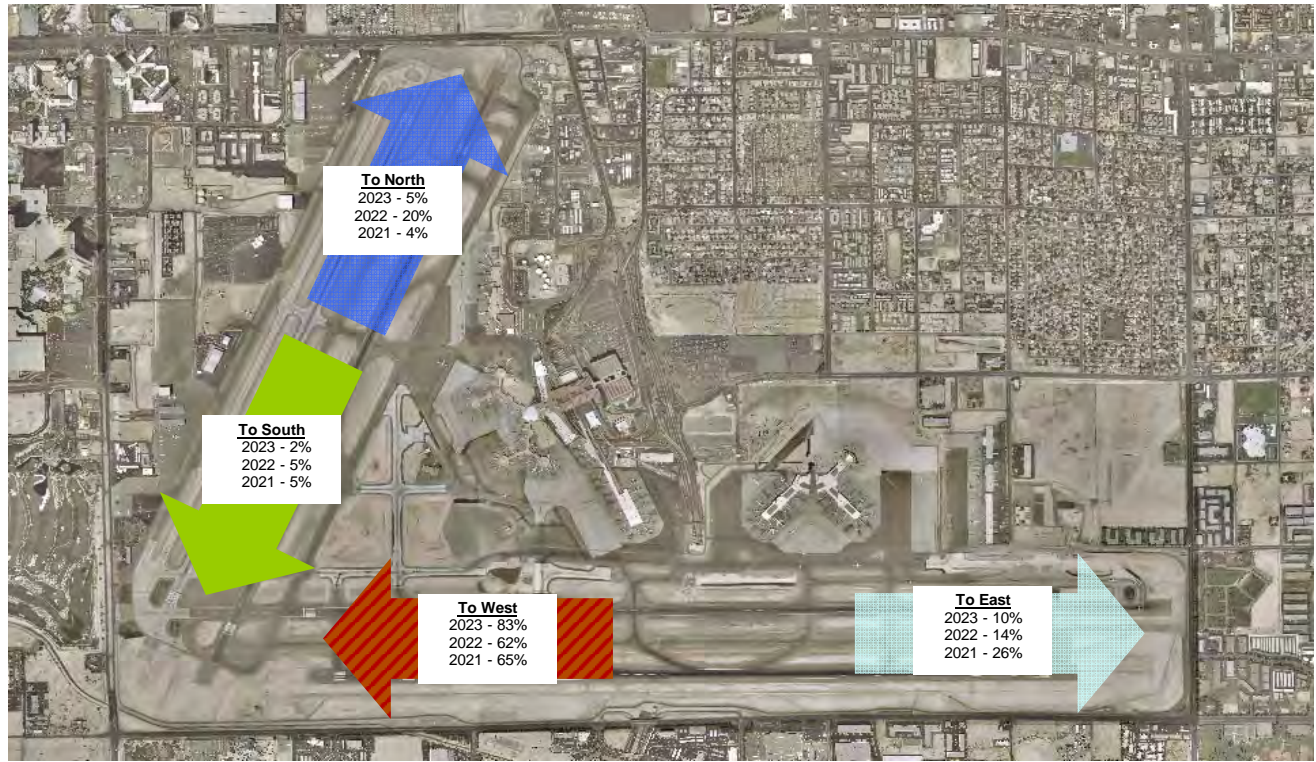 To North
2023 - 5%
2022 - 20%
2021 - 4%
To South
2023 - 2%
2022 - 5%
2021 - 5%
To West
2023 - 83%
2022 - 62%
2021 - 65%
To East
2023 - 10%
2022 - 14%
2021 - 26%